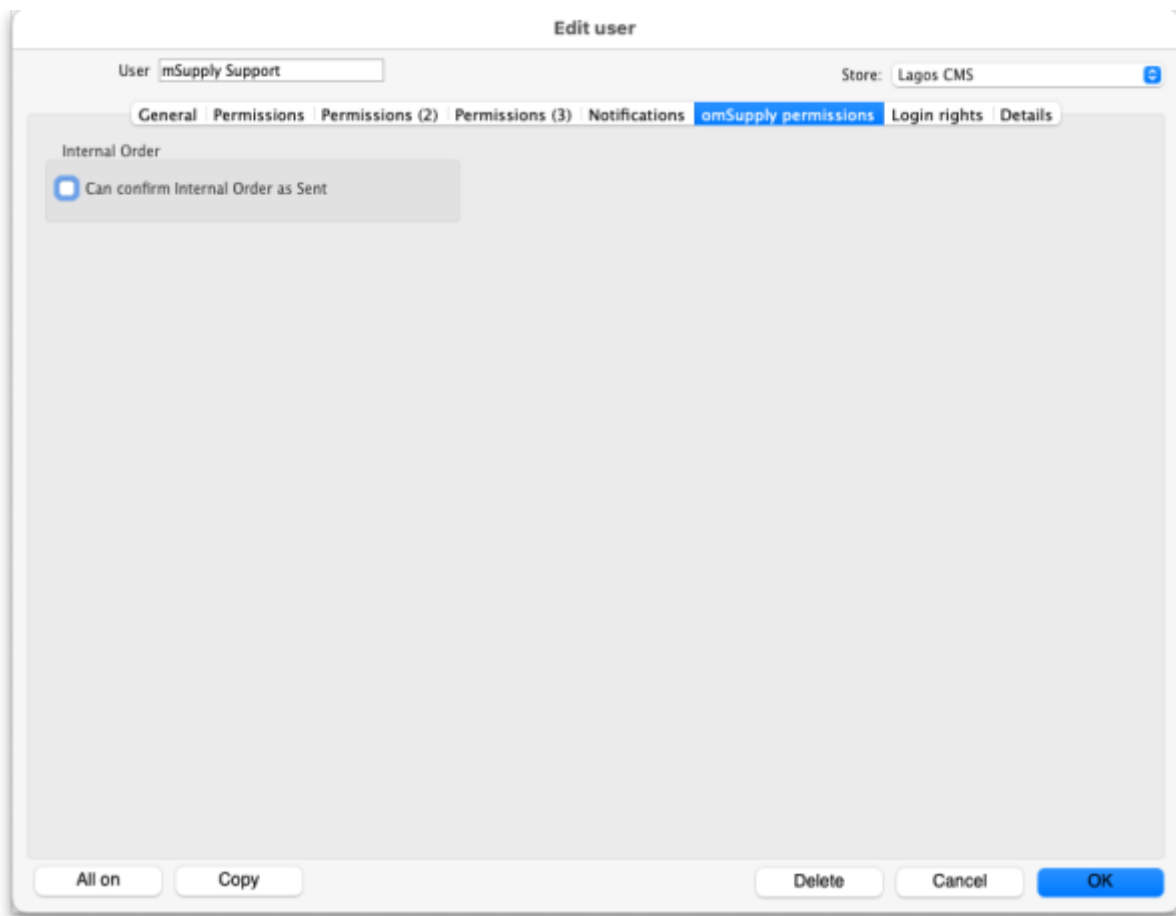 Edit user
User mSupply Support
Store: Lagos CMS
General Permissions Permissions (2) Permissions (3) Notifications omSupply permissions Login rights Details
Internal Order
Can confirm Internal Order as Sent
All on Copy Delete Cancel OK